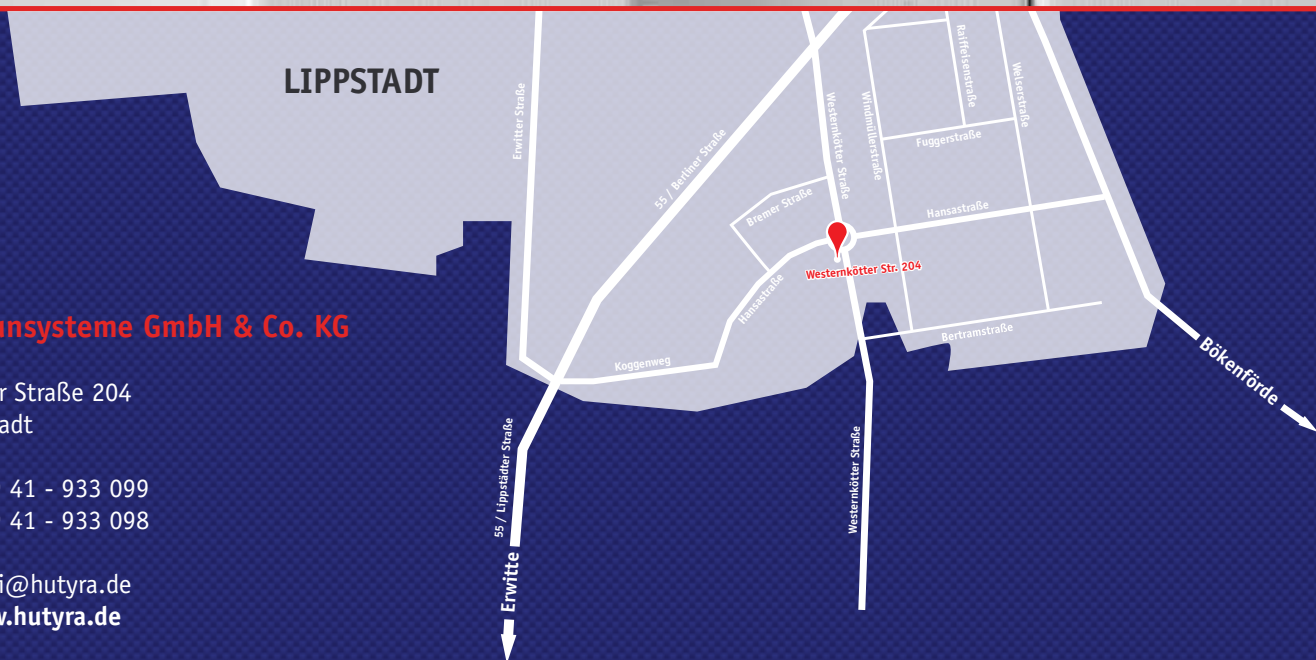 LIPPSTADT
Erwitter Straße
55 / Berliner Straße
Westernkötter Straße
Windmüllerstraße
Raiffeisenstraße
Welserstraße
Fuggerstraße
Bremer Straße
Hansastraße
Westernkötter Str. 204
Hansastraße
Bertramstraße
Koggenweg
Bökenförde
55 / Lippstädter Straße
Westernkötter Straße
Erwitte
unsysteme GmbH & Co. KG
r Straße 204
adt
41 - 933 099
41 - 933 098
i@hutyra.de
w.hutyra.de